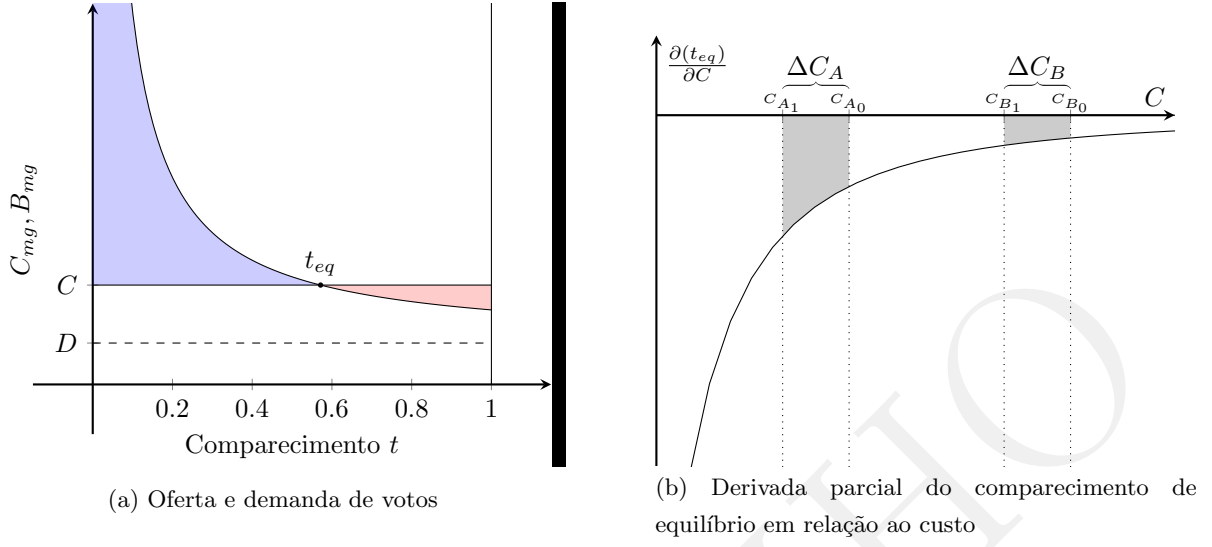 C_{mg}, B_{mg}
t_{eq}
C
D
0.2 0.4 0.6 0.8 1
Comparecimento t
(a) Oferta e demanda de votos
∂(t_{eq})
∂C
ΔC_A ΔC_B
C_{A_1} C_{A_0} C_{B_1} C_{B_0} C
(b) Derivada parcial do comparecimento de
equilíbrio em relação ao custo
HO